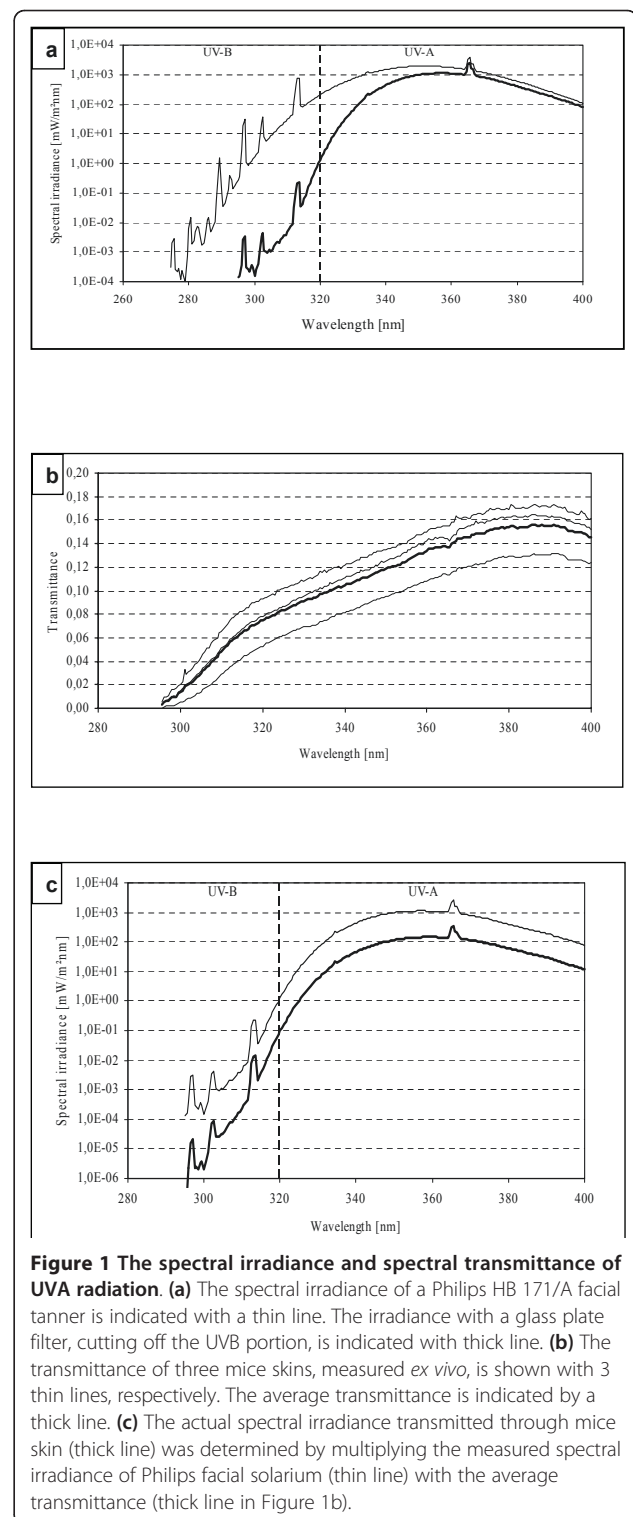 a
UV-B UV-A
Spectral irradiance [mW/m²nm]
1,0E+04
1,0E+03
1,0E+02
1,0E+01
1,0E+00
1,0E-01
1,0E-02
1,0E-03
1,0E-04
260 280 300 320 340 360 380 400
Wavelength [nm]
b
Transmittance
0,20
0,18
0,16
0,14
0,12
0,10
0,08
0,06
0,04
0,02
0,00
280 300 320 340 360 380 400
Wavelength [nm]
c
UV-B UV-A
Spectral irradiance [mW/m²nm]
1,0E+04
1,0E+03
1,0E+02
1,0E+01
1,0E+00
1,0E-01
1,0E-02
1,0E-03
1,0E-04
1,0E-05
1,0E-06
280 300 320 340 360 380 400
Wavelength [nm]
Figure 1 The spectral irradiance and spectral transmittance of
UVA radiation. (a) The spectral irradiance of a Philips HB 171/A facial
tanner is indicated with a thin line. The irradiance with a glass plate
filter, cutting off the UVB portion, is indicated with thick line. (b) The
transmittance of three mice skins, measured ex vivo, is shown with 3
thin lines, respectively. The average transmittance is indicated by a
thick line. (c) The actual spectral irradiance transmitted through mice
skin (thick line) was determined by multiplying the measured spectral
irradiance of Philips facial solarium (thin line) with the average
transmittance (thick line in Figure 1b).